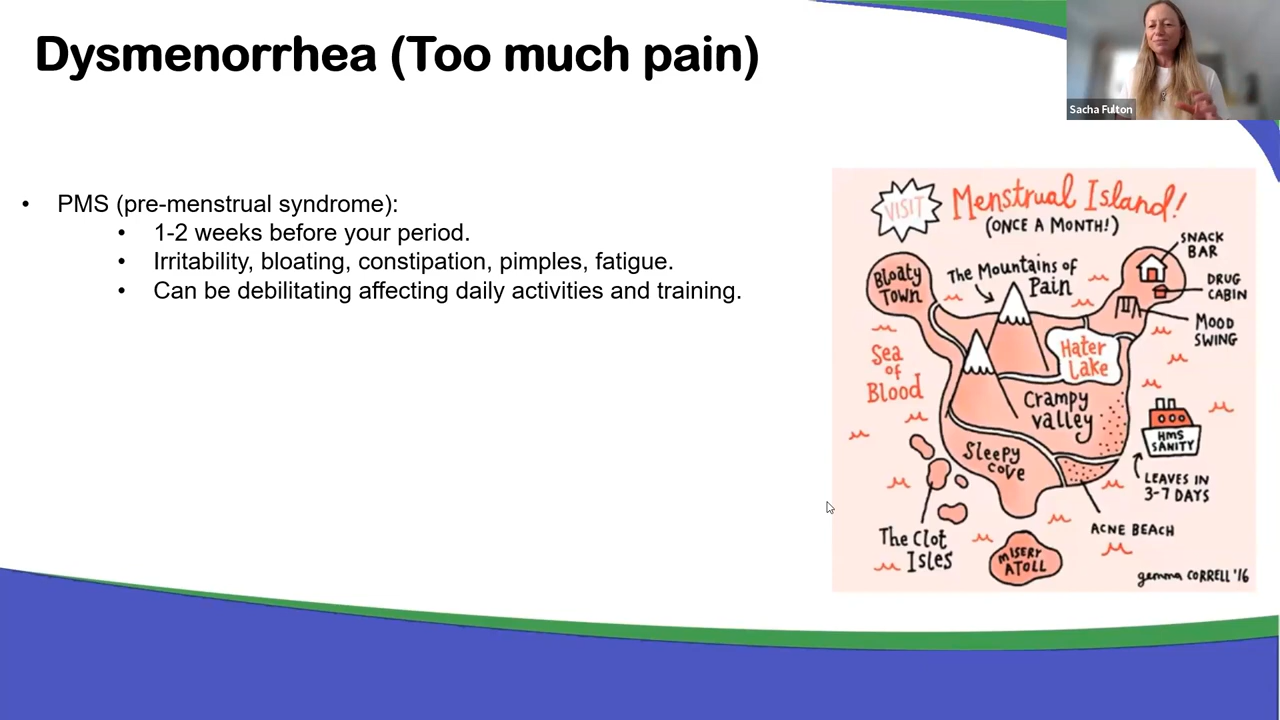 Dysmenorrhea (Too much pain)
Sacha Fulton
• PMS (pre-menstrual syndrome):
• 1-2 weeks before your period.
• Irritability, bloating, constipation, pimples, fatigue.
• Can be debilitating affecting daily activities and training.
VISIT
Menstrual Island!
(ONCE A MONTH!)
SNACK
BAR
Bloaty
Town
The Mountains of
Pain
DRUG
CABIN
MOOD
SWING
Sea
of
Blood
Hater
Lake
Crampy
valley
HMS
SANITY
Sleepy
cove
LEAVES IN
3-7 DAYS
The Clot
Isles
ACNE BEACH
MISERY
ATOLL
gemma CORRELL '16